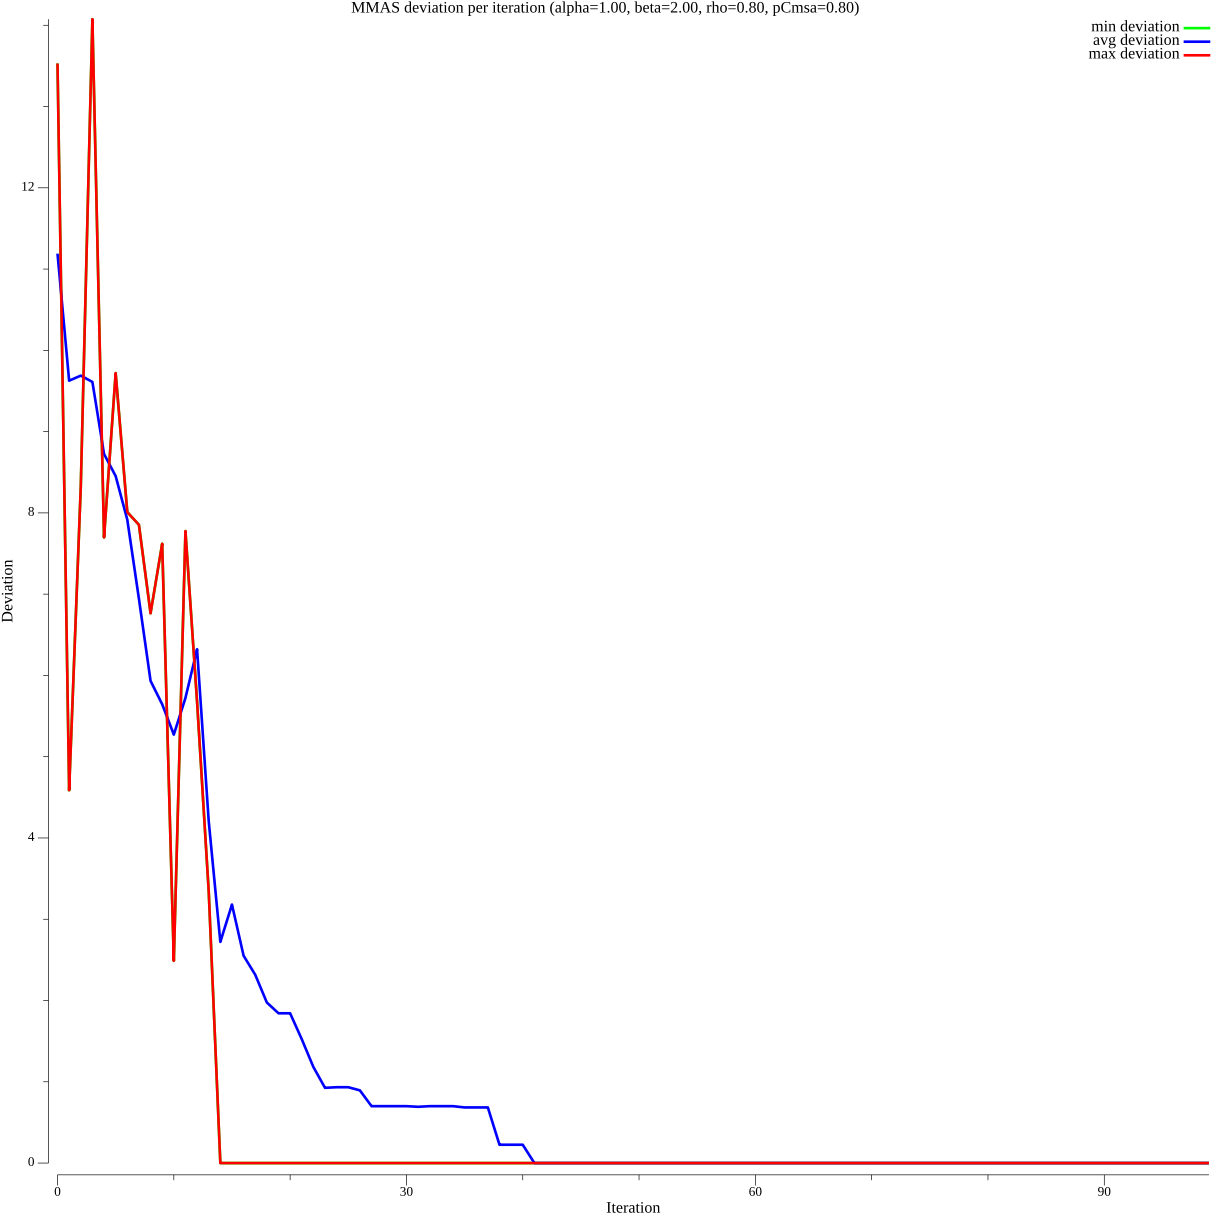 MMAS deviation per iteration (alpha=1.00, beta=2.00, rho=0.80, pCmsa=0.80)
min deviation
avg deviation
max deviation
12
8
4
0
Deviation
0 30 60 90
Iteration